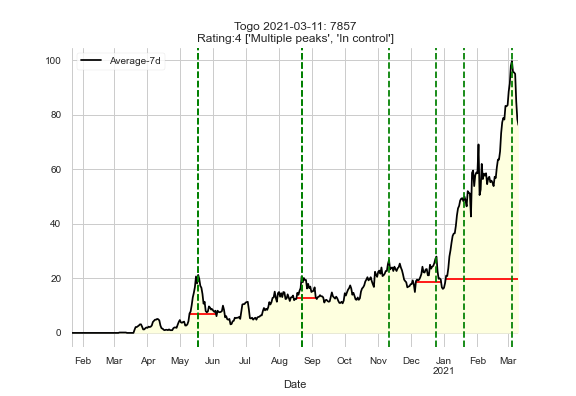 Togo 2021-03-11: 7857
Rating:4 ['Multiple peaks', 'In control']
Average-7d
100
80
60
40
20
0
Feb Mar Apr May Jun Jul Aug Sep Oct Nov Dec Jan Feb Mar
2021
Date